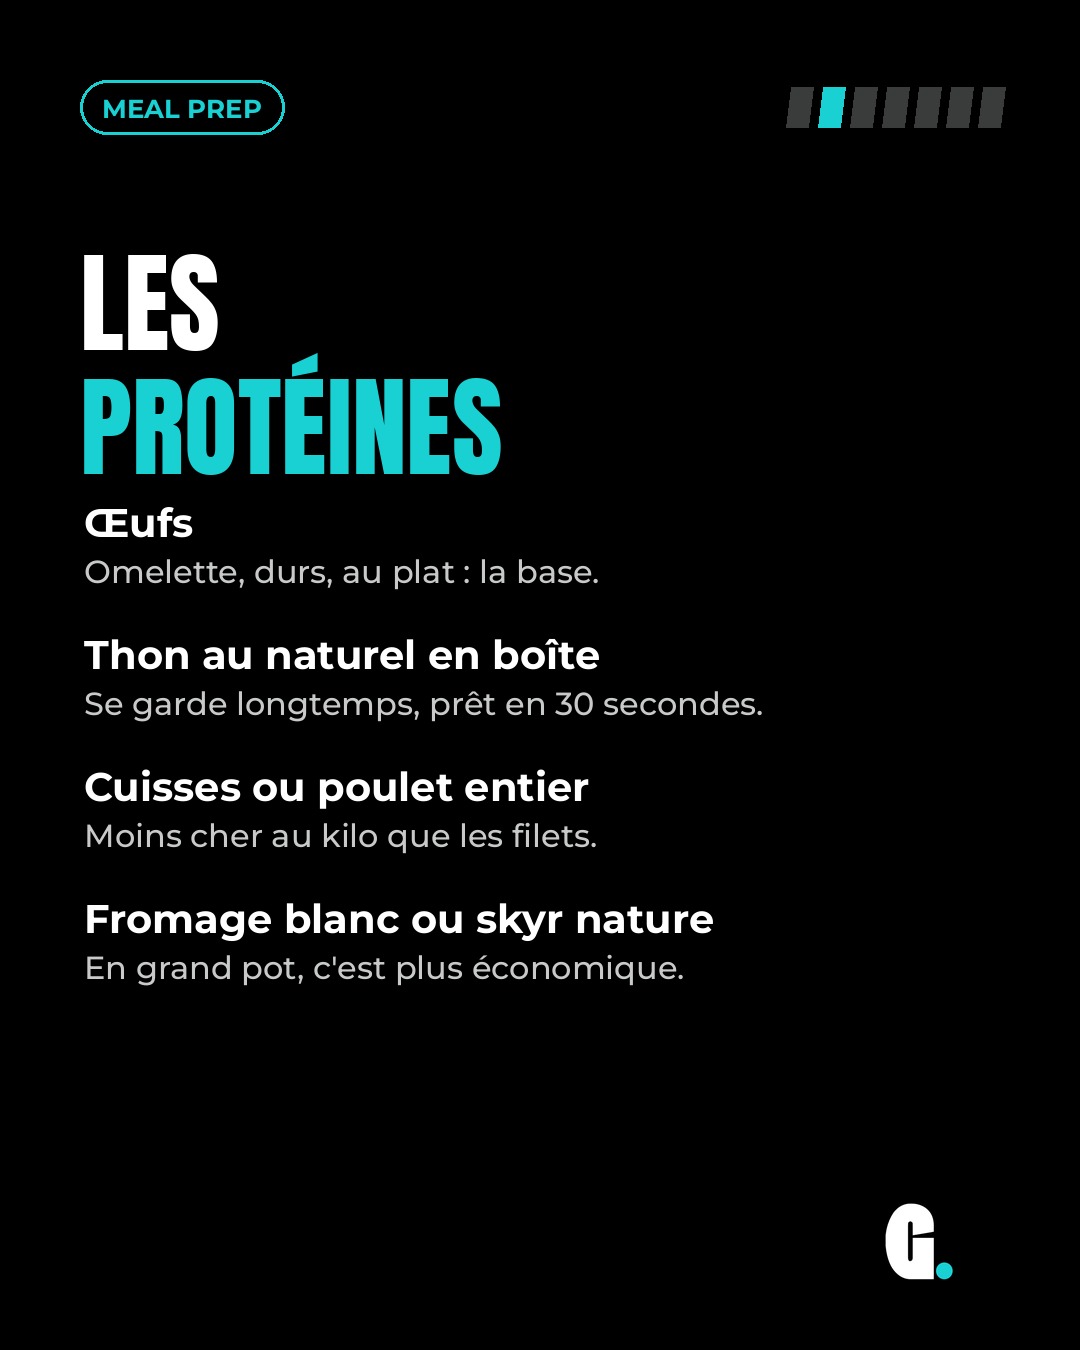 MEAL PREP
LES
PROTÉINES
Œufs
Omelette, durs, au plat : la base.
Thon au naturel en boîte
Se garde longtemps, prêt en 30 secondes.
Cuisses ou poulet entier
Moins cher au kilo que les filets.
Fromage blanc ou skyr nature
En grand pot, c'est plus économique.
G.